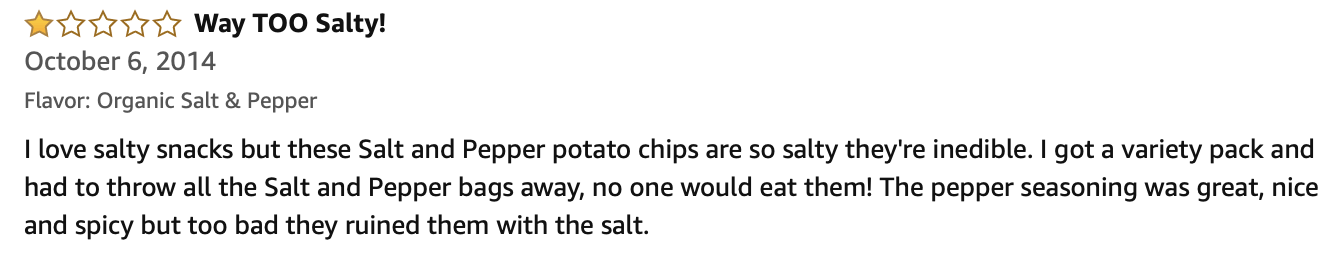 Way TOO Salty!
October 6, 2014
Flavor: Organic Salt & Pepper
I love salty snacks but these Salt and Pepper potato chips are so salty they're inedible. I got a variety pack and
had to throw all the Salt and Pepper bags away, no one would eat them! The pepper seasoning was great, nice
and spicy but too bad they ruined them with the salt.